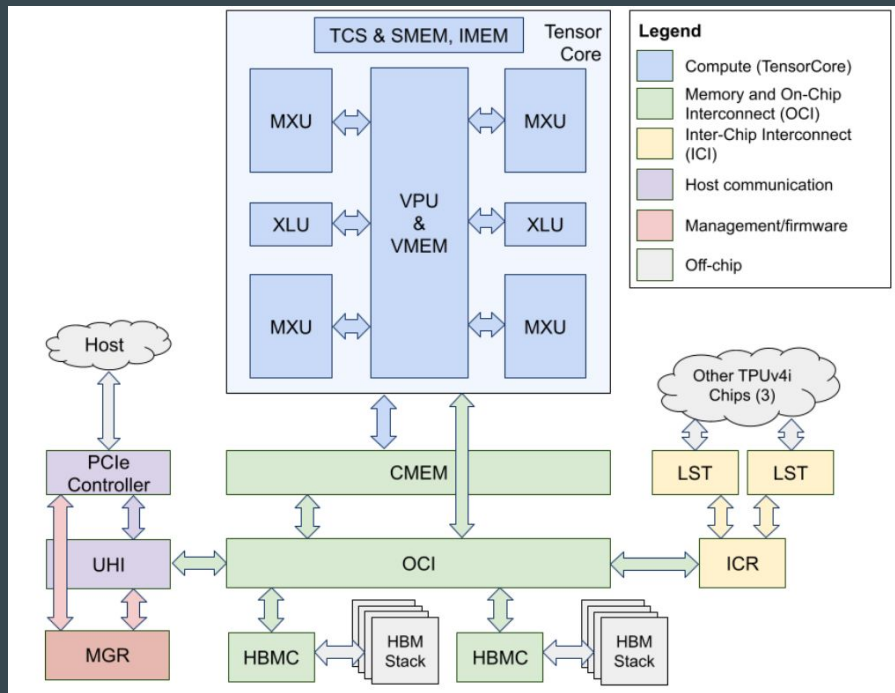 TCS & SMEM, IMEM
Tensor
Core
MXU
MXU
VPU
&
VMEM
XLU
XLU
MXU
MXU
Legend
Compute (TensorCore)
Memory and On-Chip
Interconnect (OCI)
Inter-Chip Interconnect
(ICI)
Host communication
Management/firmware
Off-chip
Host
Other TPUv4i
Chips (3)
PCIe
Controller
CMEM
LST
LST
UHI
OCI
ICR
MGR
HBMC
HBM
Stack
HBMC
HBM
Stack